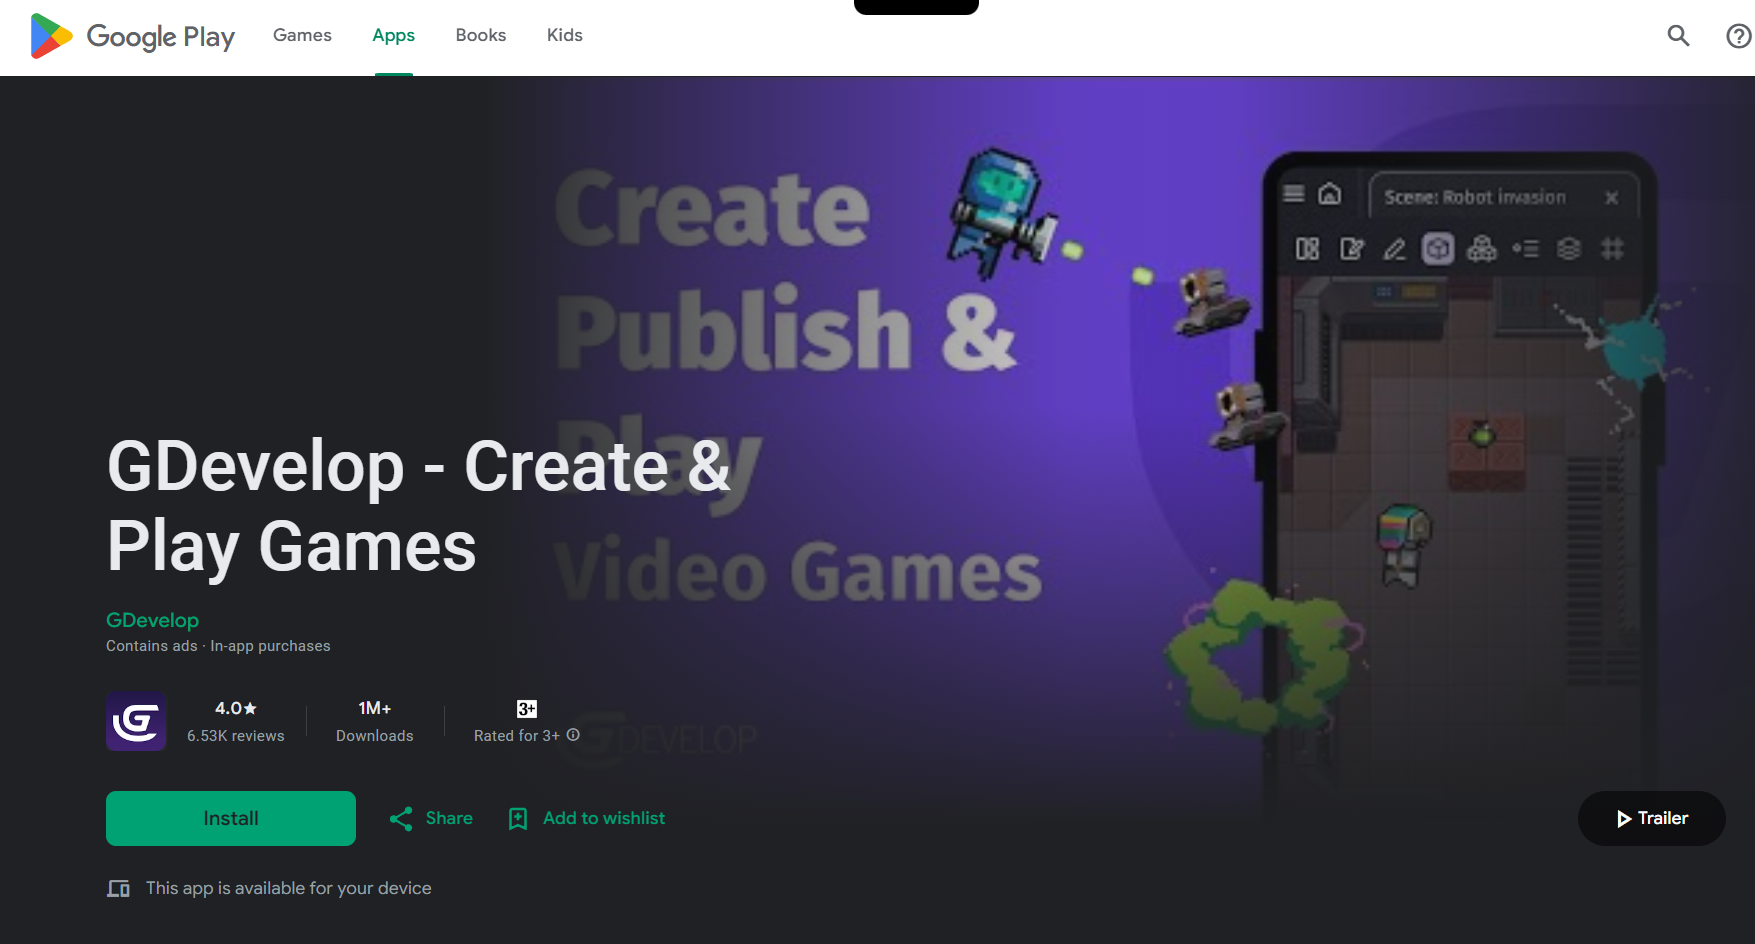 Google Play
Games
Apps
Books
Kids
Create
Publish &
Play
Video Games
Scene: Robot invasion
GDevelop - Create &
Play Games
GDevelop
Contains ads · In-app purchases
4.0★
6.53K reviews
1M+
Downloads
3+
Rated for 3+
GDEVELOP
Install
Share
Add to wishlist
Trailer
This app is available for your device